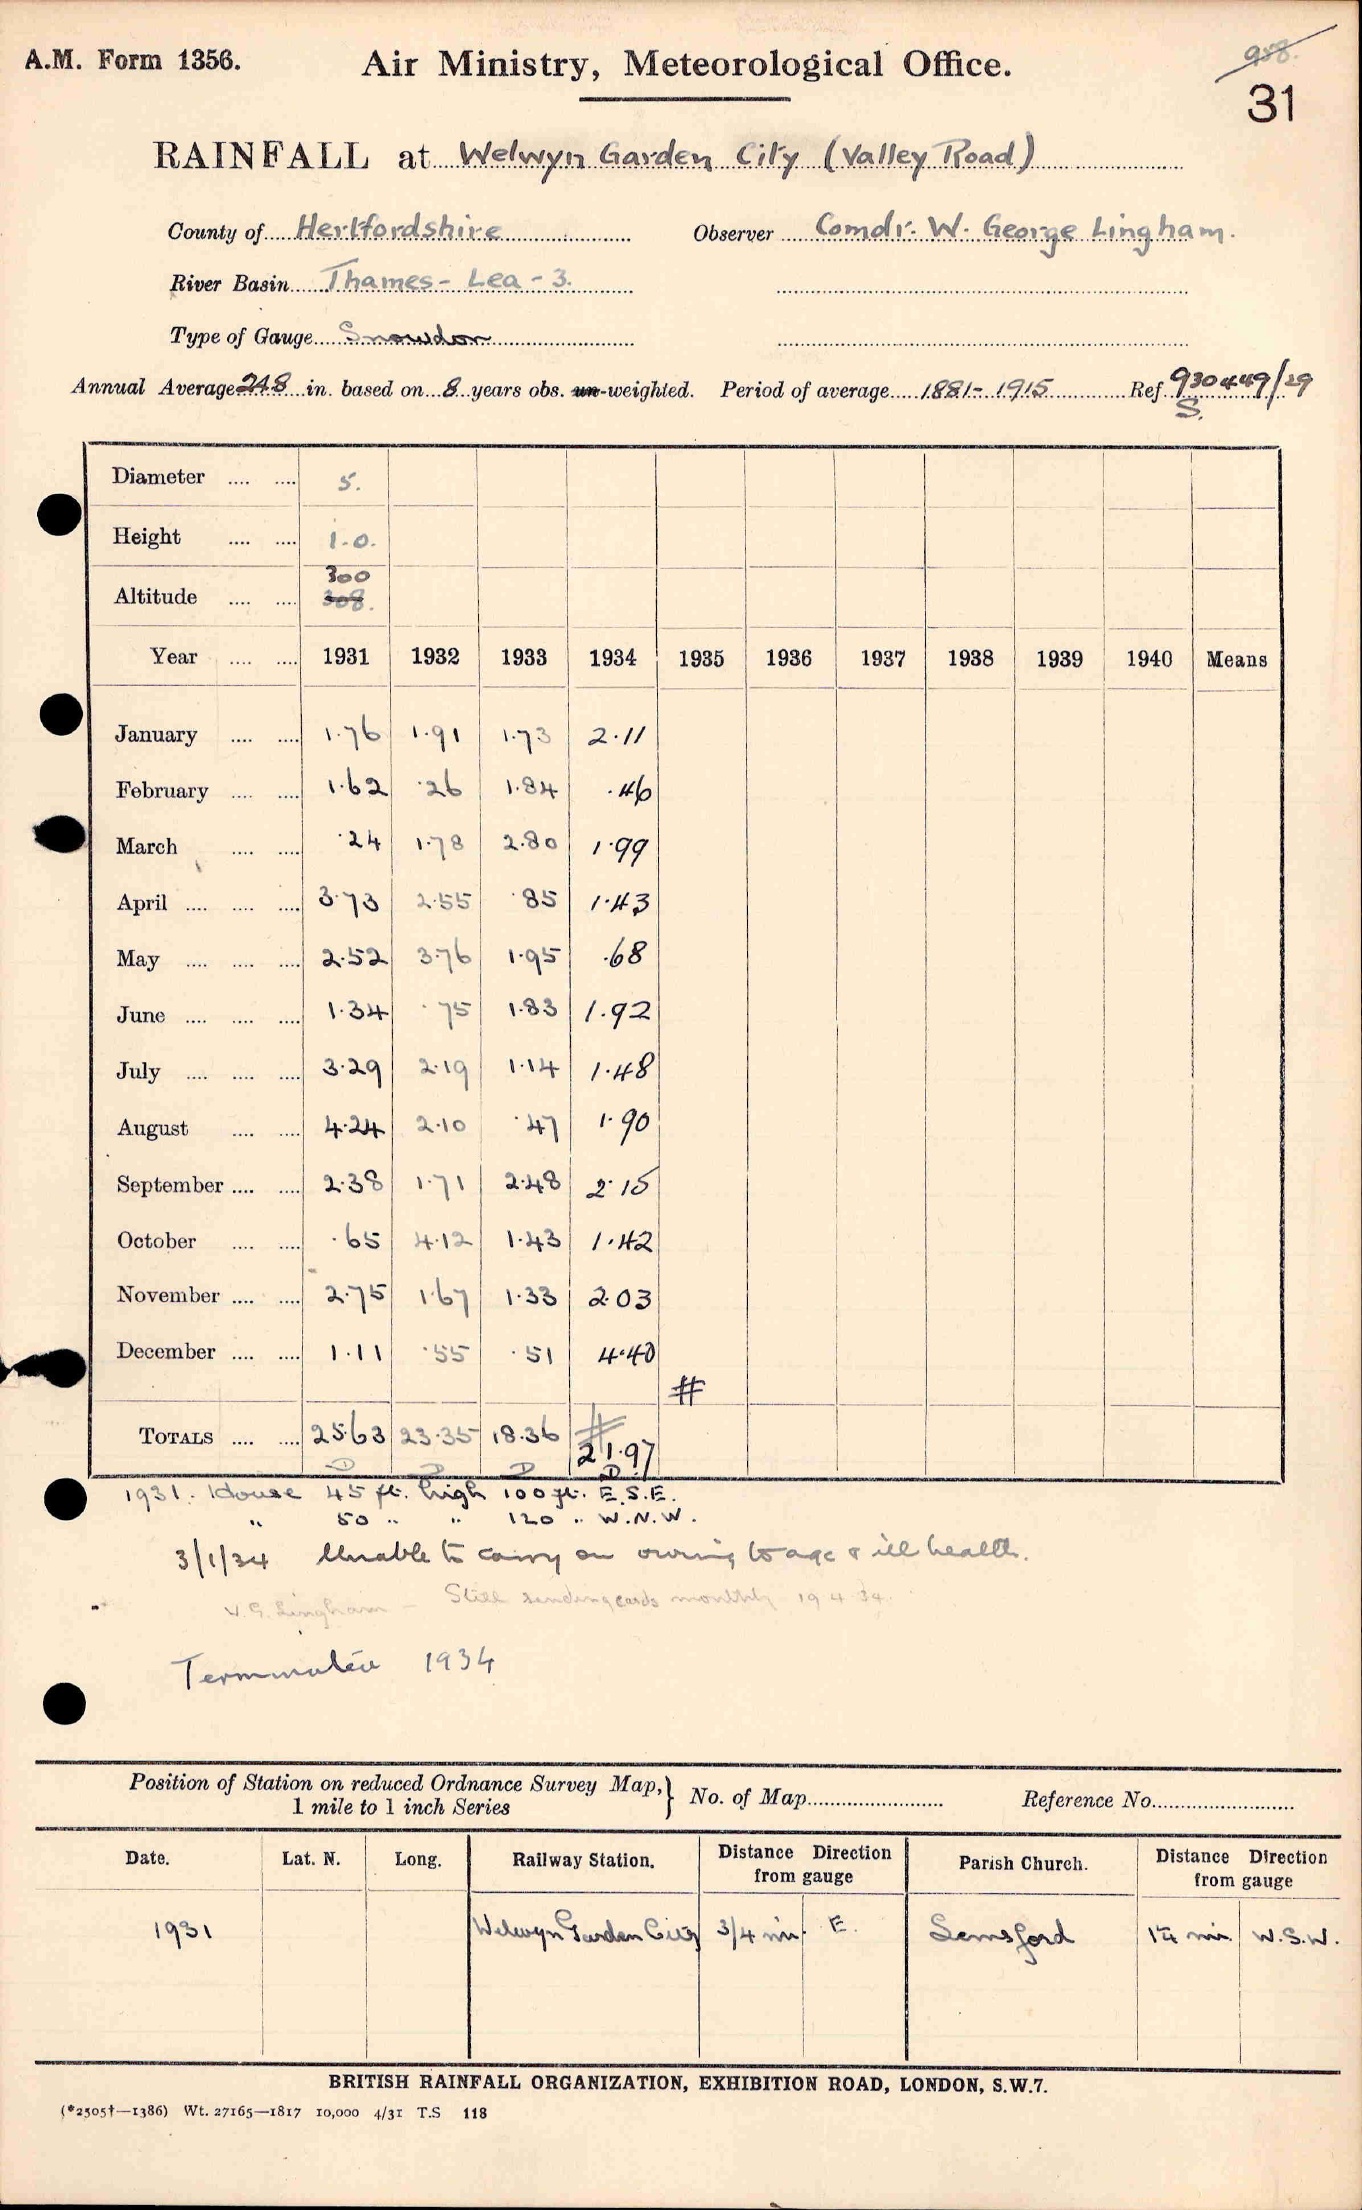 A.M. Form 1356.
Air Ministry, Meteorological Office.
958.
31
RAINFALL at Welwyn Garden City (Valley Road)
County of Hertfordshire Observer Comdr. W. George Lingham.
River Basin Thames - Lea - 3.
Type of Gauge Snowdon
Annual Average 24.8 in. based on 8 years obs. un-weighted. Period of average 1881-1915 Ref. 930449/29
S.
Diameter .... .... 5.
Height .... .... 1.0.
300
Altitude .... .... 308.
Year .... .... 1931 1932 1933 1934 1935 1936 1937 1938 1939 1940 Means
January .... .... 1.76 1.91 1.73 2.11
February .... .... 1.62 .26 1.84 .46
March .... .... .24 1.78 2.80 1.99
April .... .... .... 3.73 2.55 .85 1.43
May .... .... .... 2.52 3.76 1.95 .68
June .... .... .... 1.34 .75 1.83 1.92
July .... .... .... 3.29 2.19 1.14 1.48
August .... .... 4.24 2.10 .47 1.90
September .... .... 2.38 1.71 2.48 2.15
October .... .... .65 4.12 1.43 1.42
November .... .... 2.75 1.67 1.33 2.03
December .... .... 1.11 .55 .51 4.40
#
#
TOTALS .... .... 25.63 23.35 18.36 21.97
D D D D
1931. House 45 ft. high 100 ft. E.S.E.
" 50 " " 120 " W.N.W.
3/1/34 Unable to carry on owing to age & ill health.
W.G. Lingham - Still sending cards monthly 19 4 34.
Terminated 1934
Position of Station on reduced Ordnance Survey Map, } No. of Map Reference No.
1 mile to 1 inch Series
Date. Lat. N. Long. Railway Station. Distance Direction from gauge Parish Church. Distance Direction from gauge
1931 Welwyn Garden City 3/4 mi. E. Lemsford 1¼ mi. W.S.W.
BRITISH RAINFALL ORGANIZATION, EXHIBITION ROAD, LONDON, S.W.7.
(*2505†—1386) Wt. 27165—1817 10,000 4/31 T.S 118